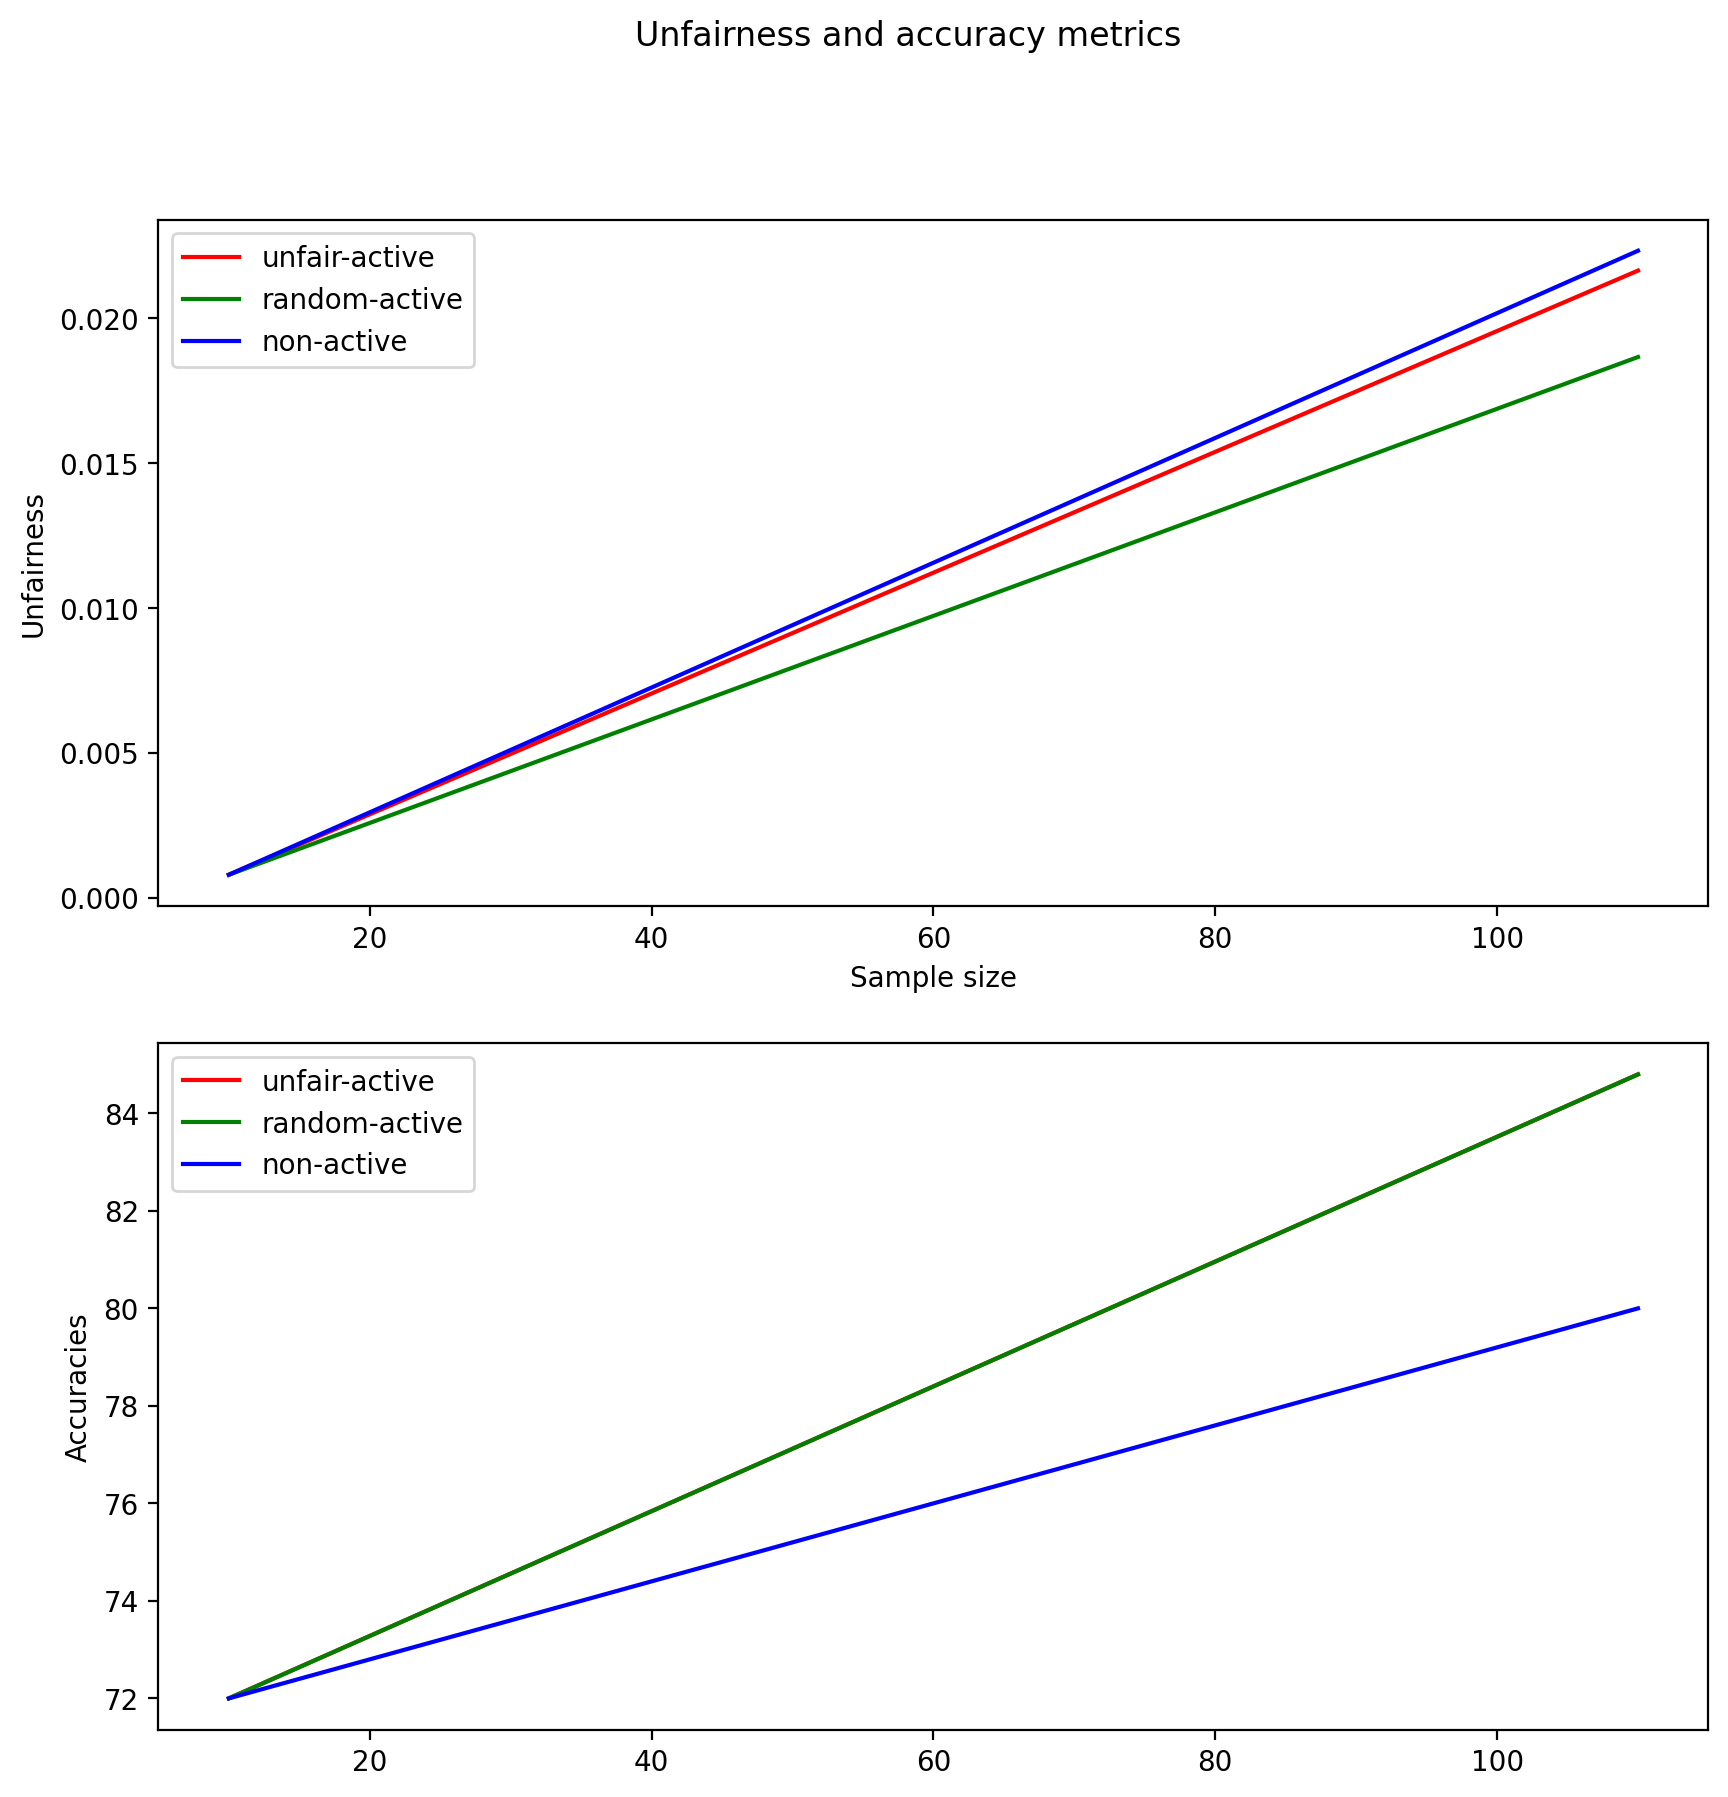 Unfairness and accuracy metrics
unfair-active
random-active
non-active
0.020
0.015
0.010
0.005
0.000
Unfairness
20 40 60 80 100
Sample size
unfair-active
random-active
non-active
84
82
80
78
76
74
72
Accuracies
20 40 60 80 100